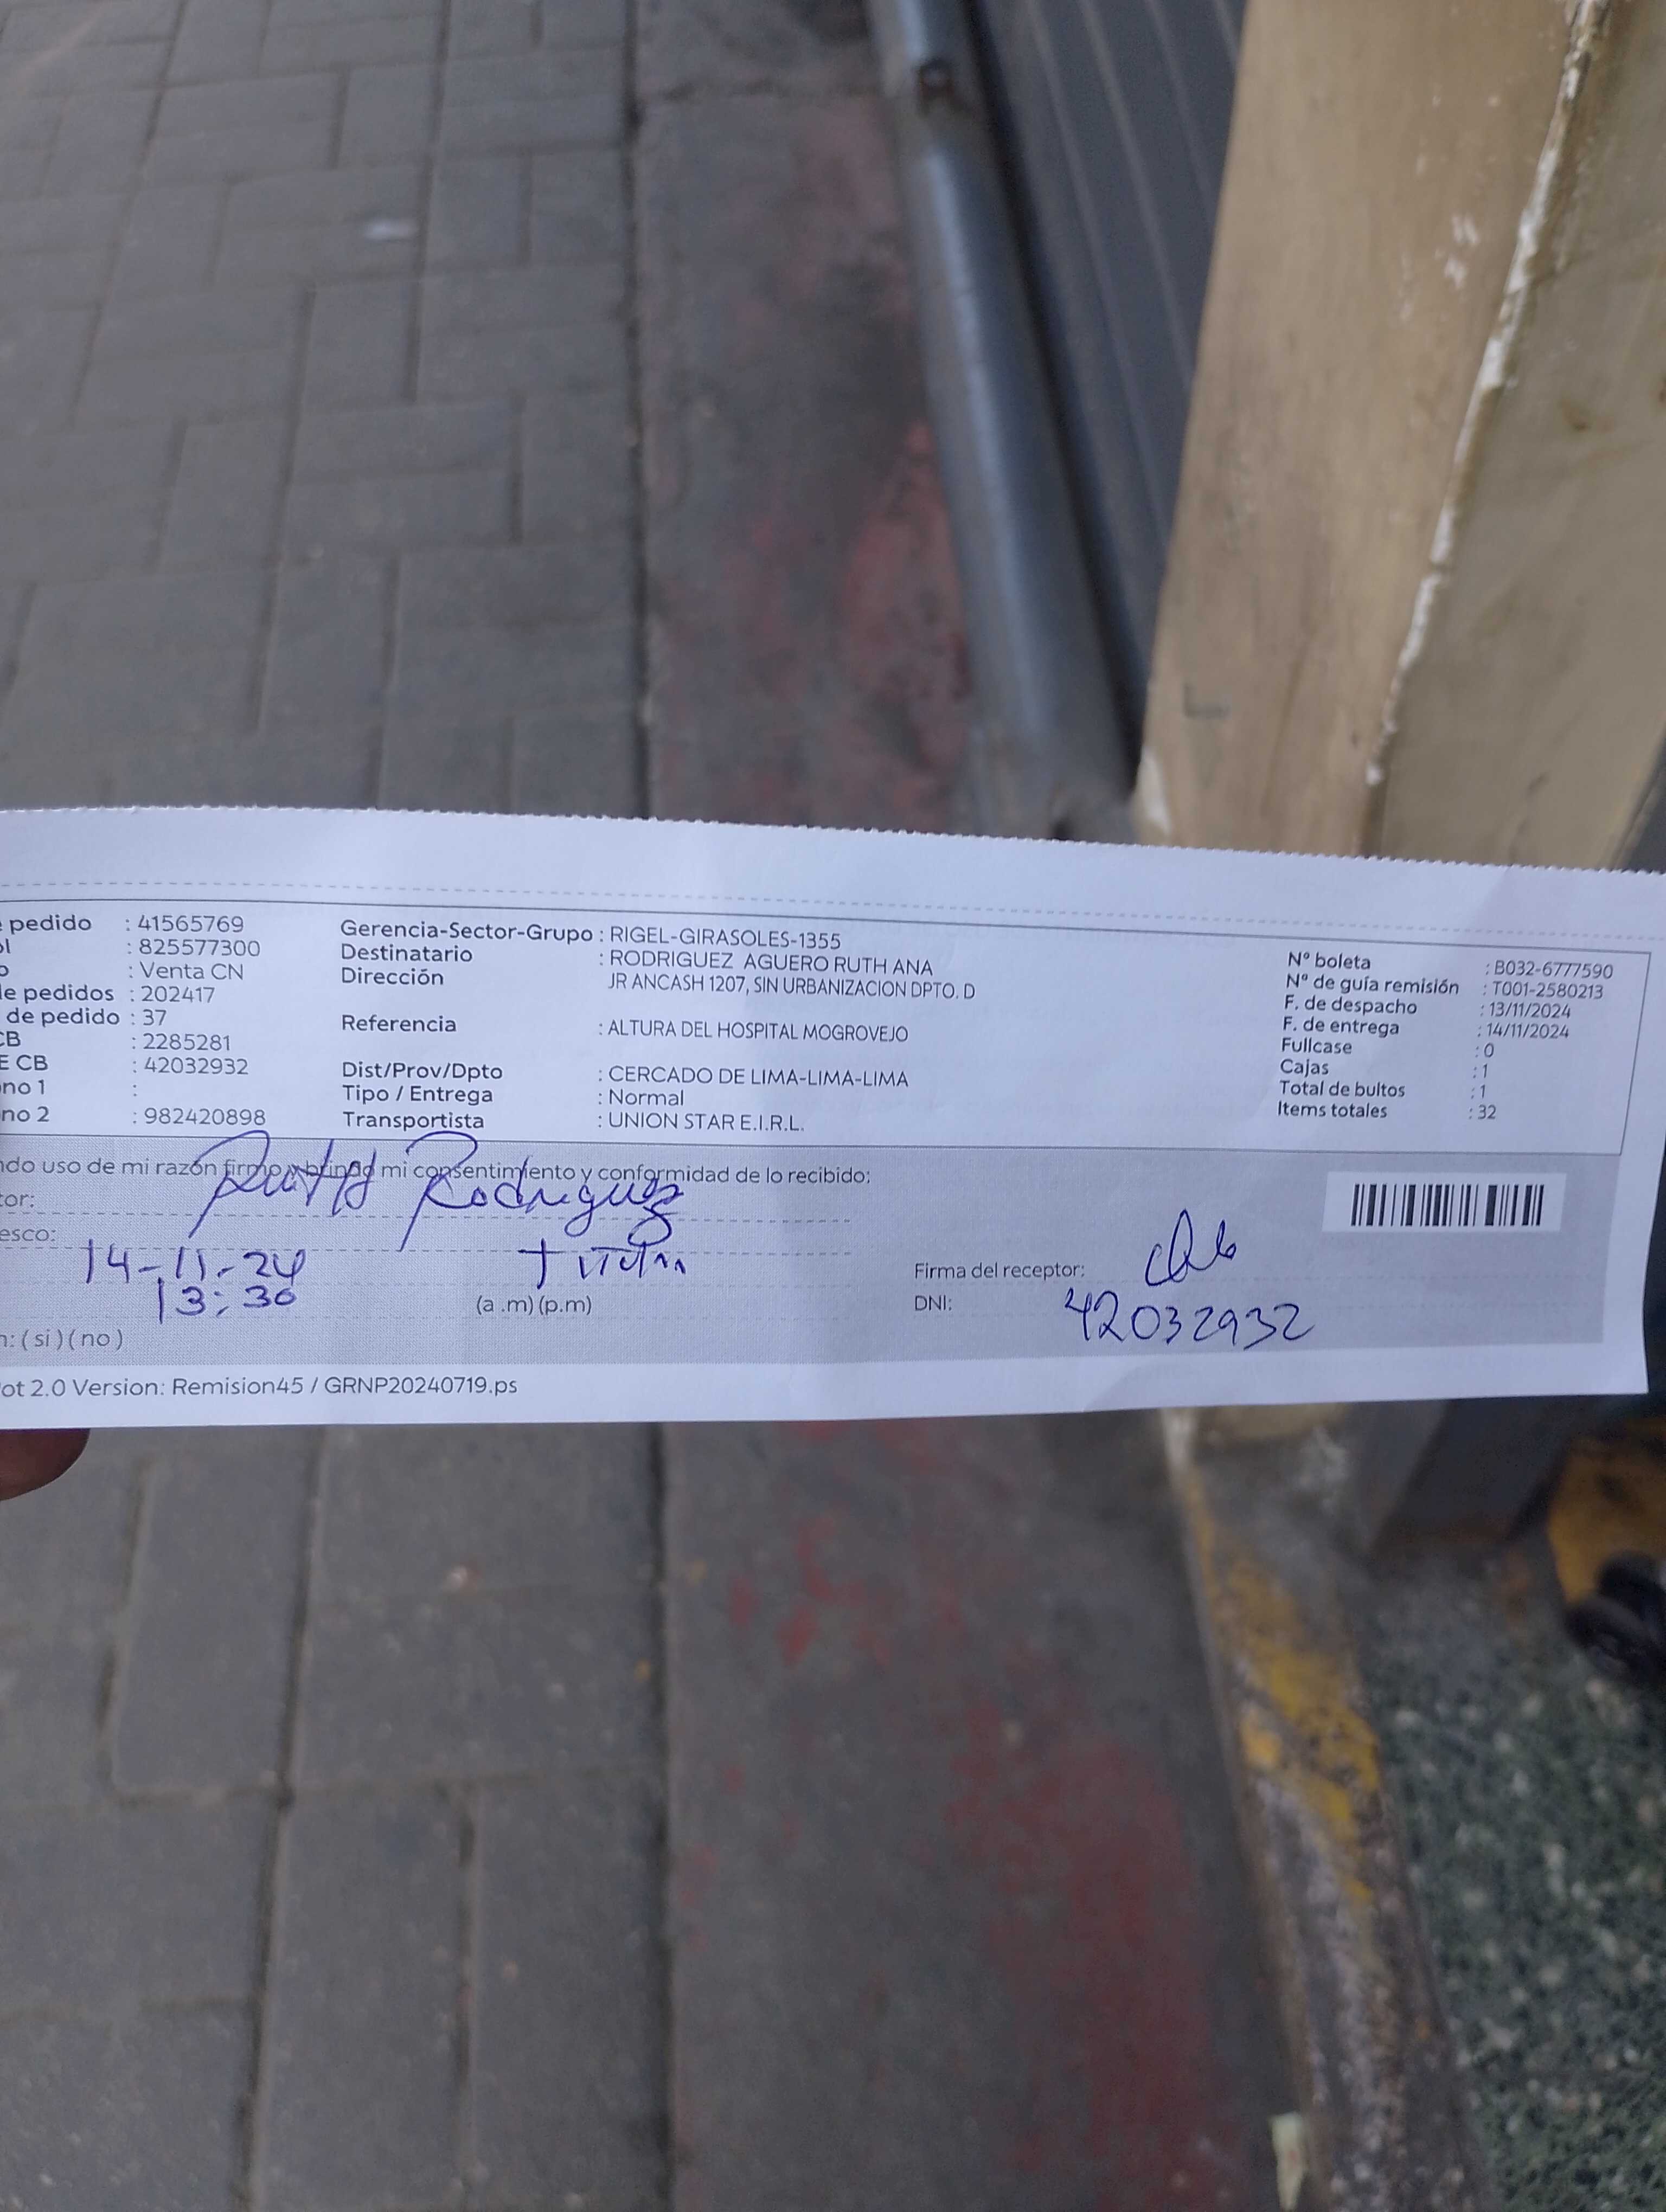 pedido : 41565769
: 825577300
: Venta CN
de pedidos : 202417
de pedido : 37
CB : 2285281
E CB : 42032932
no 1 :
no 2 : 982420898
Gerencia-Sector-Grupo : RIGEL-GIRASOLES-1355
Destinatario : RODRIGUEZ AGUERO RUTH ANA
Dirección JR ANCASH 1207, SIN URBANIZACION DPTO. D
Referencia : ALTURA DEL HOSPITAL MOGROVEJO
Dist/Prov/Dpto : CERCADO DE LIMA-LIMA-LIMA
Tipo / Entrega : Normal
Transportista : UNION STAR E.I.R.L.
N° boleta : B032-6777590
N° de guía remisión : T001-2580213
F. de despacho : 13/11/2024
F. de entrega : 14/11/2024
Fullcase : 0
Cajas : 1
Total de bultos : 1
Items totales : 32
ndo uso de mi razón firmo y brindo mi consentimiento y conformidad de lo recibido:
tor: Ruth Rodriguez
esco:
14-11-24
13:30
(a .m) (p.m)
Firma del receptor:
DNI: 42032932
n: ( si ) ( no )
ot 2.0 Version: Remision45 / GRNP20240719.ps